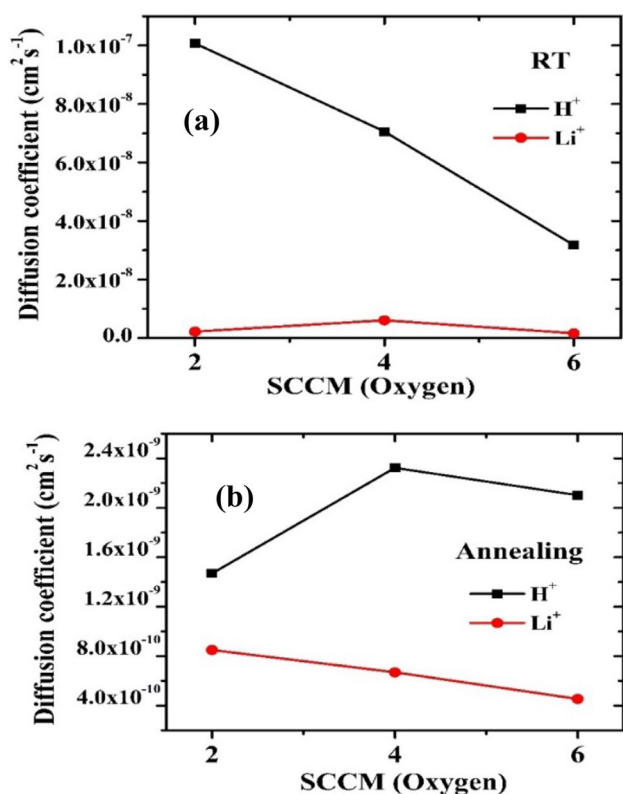 Diffusion coefficient (cm²s⁻¹)
1.0x10⁻⁷
8.0x10⁻⁸
6.0x10⁻⁸
4.0x10⁻⁸
2.0x10⁻⁸
0.0
(a)
RT
H⁺
Li⁺
2 4 6
SCCM (Oxygen)
Diffusion coefficient (cm²s⁻¹)
2.4x10⁻⁹
2.0x10⁻⁹
1.6x10⁻⁹
1.2x10⁻⁹
8.0x10⁻¹⁰
4.0x10⁻¹⁰
(b)
Annealing
H⁺
Li⁺
2 4 6
SCCM (Oxygen)